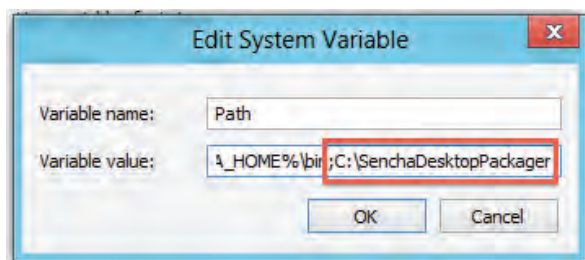 Edit System Variable
Variable name: Path
Variable value: A_HOME%\bin;C:\SenchaDesktopPackager
OK Cancel